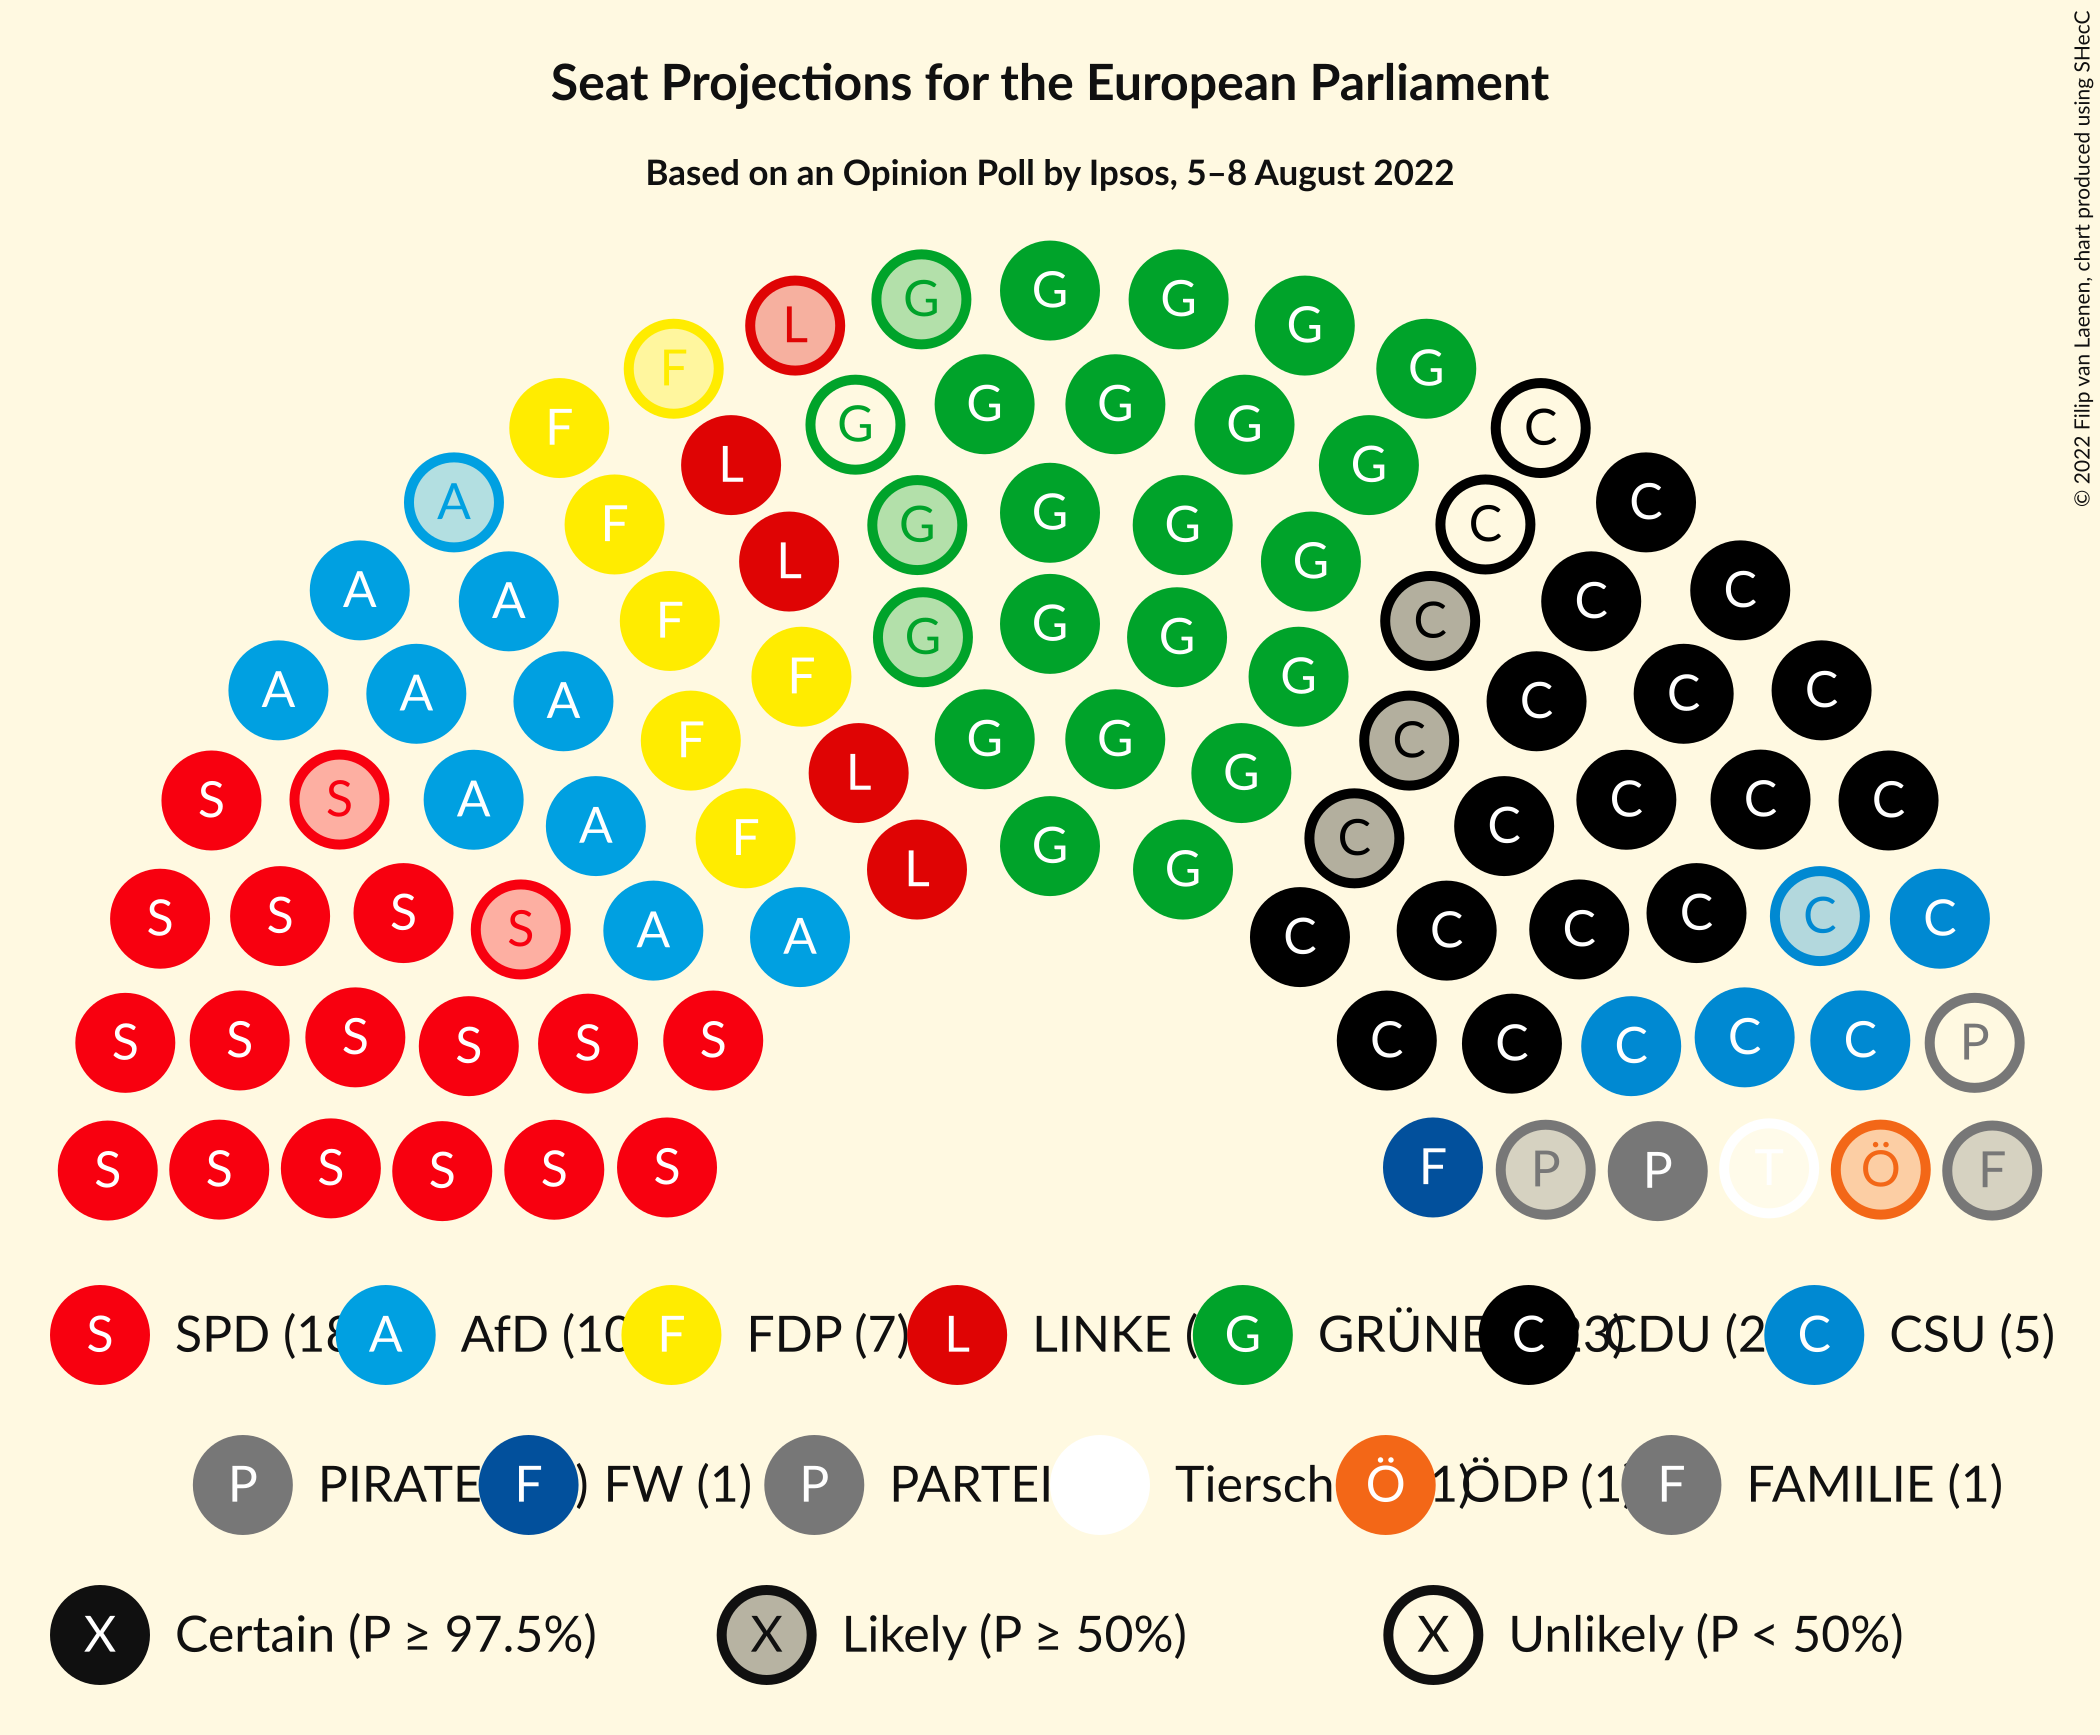 Seat Projections for the European Parliament
Based on an Opinion Poll by Ipsos, 5–8 August 2022
© 2022 Filip van Laenen, chart produced using SHecC
G G G G G
L F G G G G G C C
F L G G G G C C C
A F L G G G G C C C
A A F F G G G G C C C C
A A A F L G G G C C C C C
S S A A F L G G C C C C C
S S S S A A C C C C C C
S S S S S S C C C C C P
S S S S S S F P P T Ö F
S SPD (18 A AfD (10 F FDP (7) L LINKE ( G GRÜNE C 23) CDU (2 C CSU (5)
P PIRATE F ) FW (1) P PARTEI Tiersch Ö 1) ÖDP (1) F FAMILIE (1)
X Certain (P ≥ 97.5%) X Likely (P ≥ 50%) X Unlikely (P < 50%)